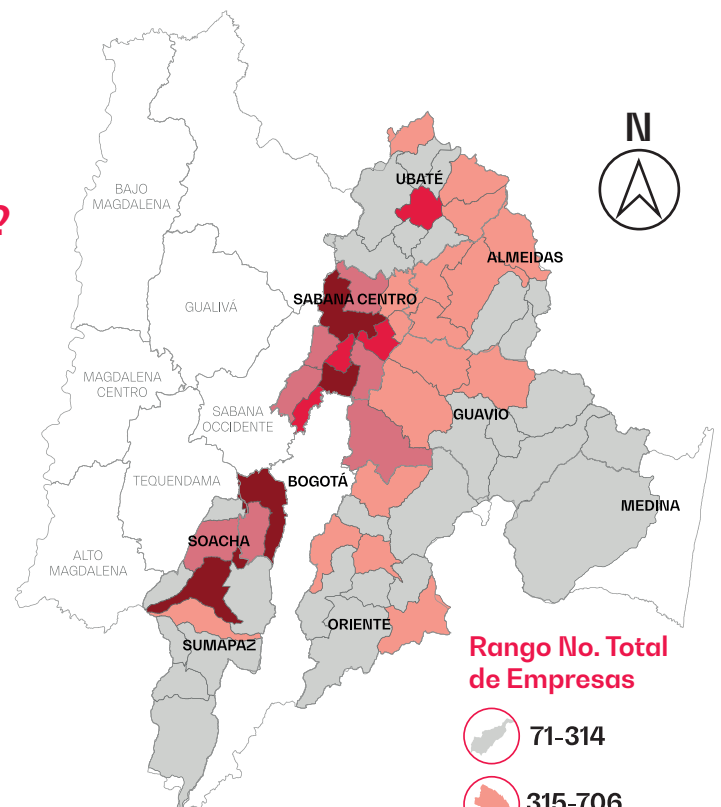 ?
N
BAJO
MAGDALENA
UBATÉ
ALMEIDAS
GUALIVÁ
SABANÁ CENTRO
MAGDALENA
CENTRO
SABANA
OCCIDENTE
GUAVIO
TEQUENDAMA
BOGOTÁ
MEDINA
SOACHA
ALTO
MAGDALENA
ORIENTE
SUMAPAZ
Rango No. Total
de Empresas
71-314
315-706